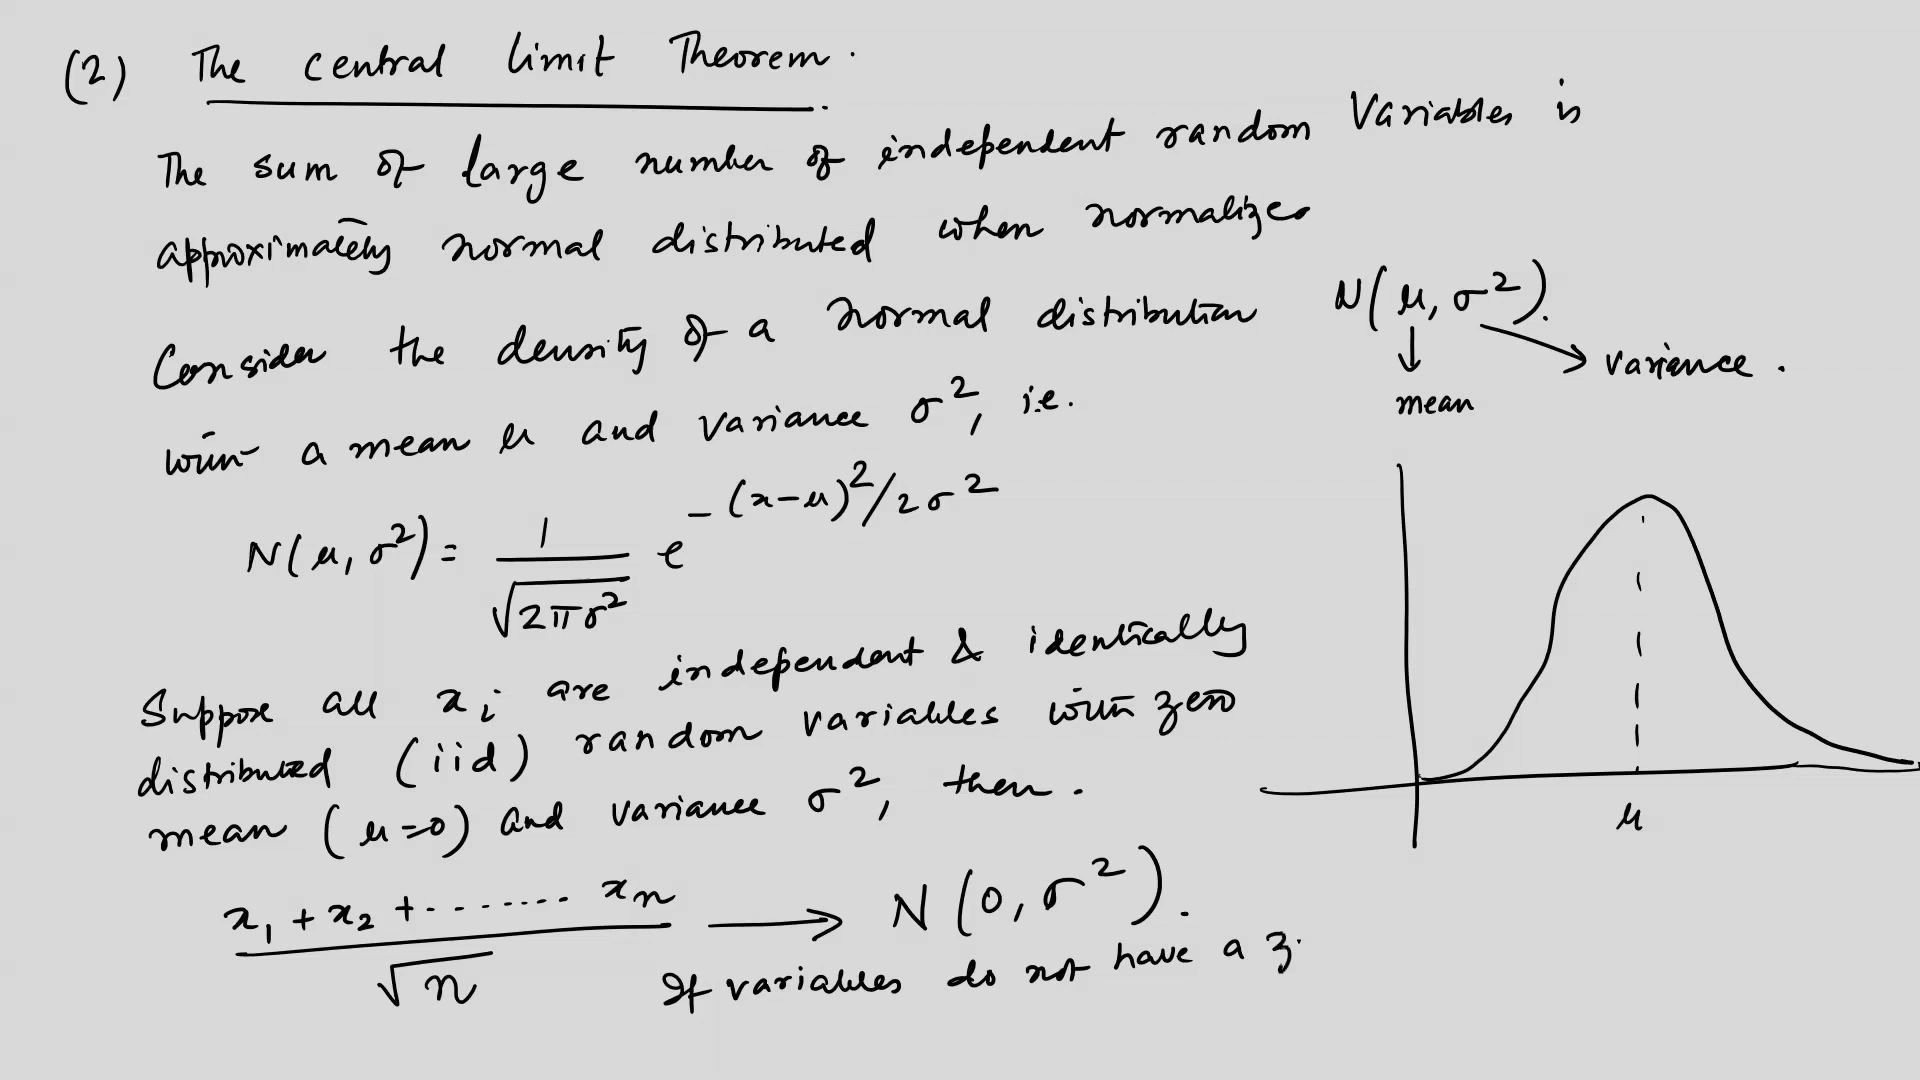 (2) The central limit Theorem.
The sum of large number of independent random Variables is
approximately normal distributed when normalizes
Consider the density of a normal distribution N(μ, σ²).
mean
variance.
with a mean μ and variance σ², i.e.
N(μ, σ²) = 1/√(2πσ²) e^(-(x-μ)²/2σ²)
Suppose all xᵢ are independent & identically
distributed (iid) random variables with zero
mean (μ=0) and variance σ², then.
(x₁ + x₂ + ....... xₙ)/√n → N(0, σ²).
If variables do not have a z
μ